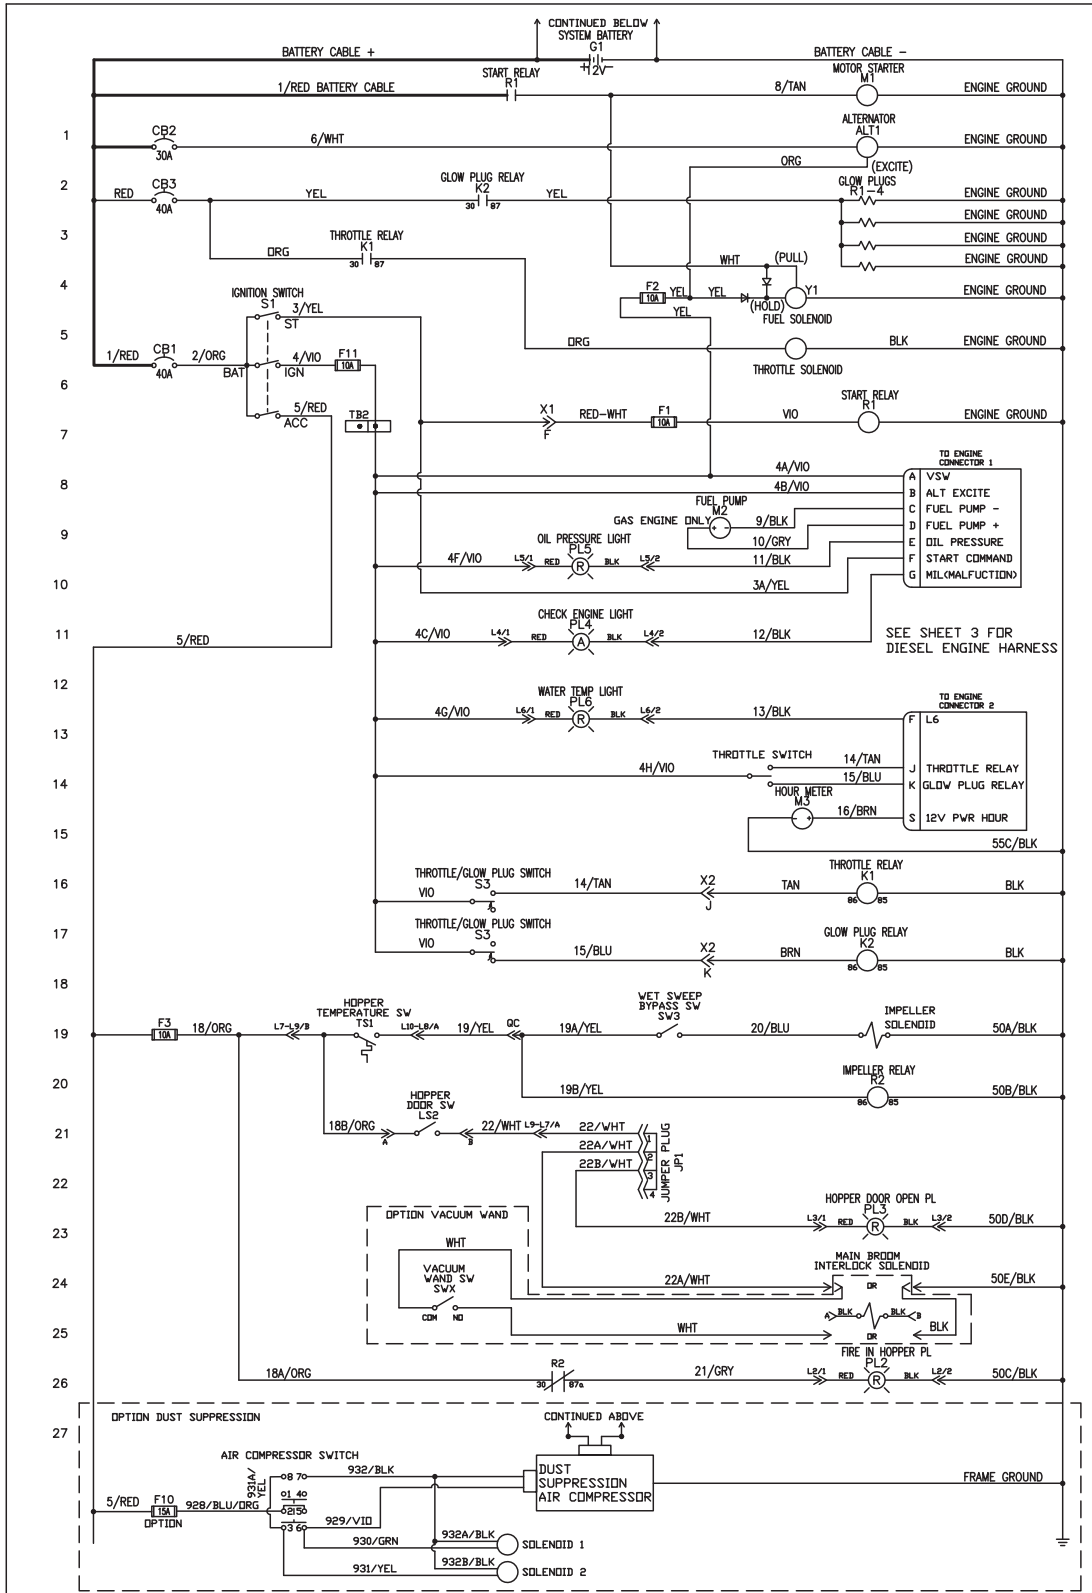 CONTINUED BELOW
SYSTEM BATTERY
G1
BATTERY CABLE +
+ 12V -
BATTERY CABLE -
START RELAY
R1
MOTOR STARTER
M1
1/RED BATTERY CABLE
8/TAN
ENGINE GROUND
ALTERNATOR
ALT1
1
CB2
30A
6/WHT
ENGINE GROUND
ORG
(EXCITE)
2
RED
CB3
40A
YEL
GLOW PLUG RELAY
K2
30 87
YEL
GLOW PLUGS
R1-4
ENGINE GROUND
ENGINE GROUND
3
ORG
THROTTLE RELAY
K1
30 87
ENGINE GROUND
ENGINE GROUND
WHT
(PULL)
4
F2
10A
YEL
YEL
(HOLD)
Y1
FUEL SOLENOID
ENGINE GROUND
YEL
IGNITION SWITCH
S1
3/YEL
ST
5
ORG
BLK
ENGINE GROUND
THROTTLE SOLENOID
1/RED
CB1
40A
2/ORG
BAT
4/VIO
IGN
F11
10A
6
5/RED
ACC
TB2
X1
F
RED-WHT
F1
10A
VIO
START RELAY
R1
ENGINE GROUND
7
TO ENGINE
CONNECTOR 1
8
4A/VIO
A VSW
4B/VIO
B ALT EXCITE
FUEL PUMP
M2
GAS ENGINE ONLY
- +
9/BLK
C FUEL PUMP -
9
10/GRY
D FUEL PUMP +
OIL PRESSURE LIGHT
PL5
11/BLK
E OIL PRESSURE
4F/VIO
L5/1
RED
R
BLK
L5/2
F START COMMAND
10
3A/YEL
G MIL(MALFUCTION)
CHECK ENGINE LIGHT
PL4
11
5/RED
4C/VIO
L4/1
RED
A
BLK
L4/2
12/BLK
SEE SHEET 3 FOR
DIESEL ENGINE HARNESS
12
WATER TEMP LIGHT
PL6
TO ENGINE
CONNECTOR 2
4G/VIO
L6/1
RED
R
BLK
L6/2
13/BLK
F L6
13
THROTTLE SWITCH
4H/VIO
14/TAN
J THROTTLE RELAY
14
15/BLU
K GLOW PLUG RELAY
HOUR METER
M3
- +
16/BRN
S 12V PWR HOUR
15
55C/BLK
16
THROTTLE/GLOW PLUG SWITCH
VIO
S3
14/TAN
X2
J
TAN
THROTTLE RELAY
K1
86 85
BLK
17
THROTTLE/GLOW PLUG SWITCH
VIO
S3
15/BLU
X2
K
BRN
GLOW PLUG RELAY
K2
86 85
BLK
18
19
F3
10A
18/ORG
L7-L9/B
HOPPER
TEMPERATURE SW
TS1
L10-L8/A
19/YEL
QC
19A/YEL
WET SWEEP
BYPASS SW
SW3
20/BLU
IMPELLER
SOLENOID
50A/BLK
20
19B/YEL
IMPELLER RELAY
R2
86 85
50B/BLK
21
18B/ORG
A
HOPPER
DOOR SW
LS2
B
22/WHT
L9-L7/A
22/WHT
1
22A/WHT
2
22B/WHT
3
4
JUMPER PLUG
JP1
22
23
OPTION VACUUM WAND
22B/WHT
L3/1
RED
HOPPER DOOR OPEN PL
PL3
R
BLK
L3/2
50D/BLK
WHT
24
VACUUM
WAND SW
SWX
COM NO
22A/WHT
MAIN BROOM
INTERLOCK SOLENOID
OR
50E/BLK
A
BLK
BLK
B
25
WHT
OR
BLK
26
18A/ORG
R2
30 87a
21/GRY
L2/1
RED
FIRE IN HOPPER PL
PL2
R
BLK
L2/2
50C/BLK
27
OPTION DUST SUPPRESSION
CONTINUED ABOVE
AIR COMPRESSOR SWITCH
931A/
YEL
8 7
932/BLK
DUST
SUPPRESSION
AIR COMPRESSOR
FRAME GROUND
5/RED
F10
15A
OPTION
928/BLU/ORG
1 4
2 5
3 6
929/VIO
930/GRN
932A/BLK
SOLENOID 1
931/YEL
932B/BLK
SOLENOID 2